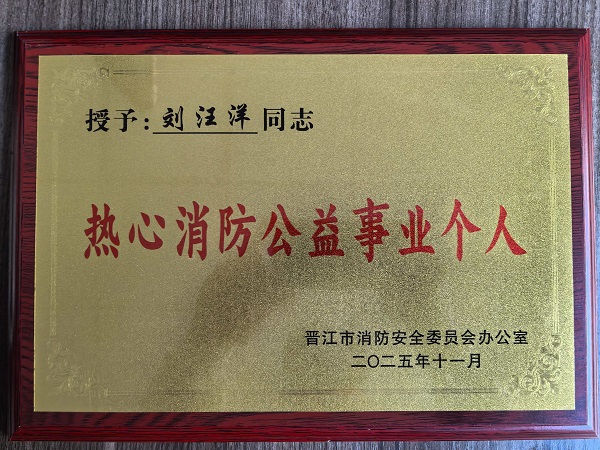 授予:刘汪洋同志
热心消防公益事业个人
晋江市消防安全委员会办公室
二〇二五年十一月